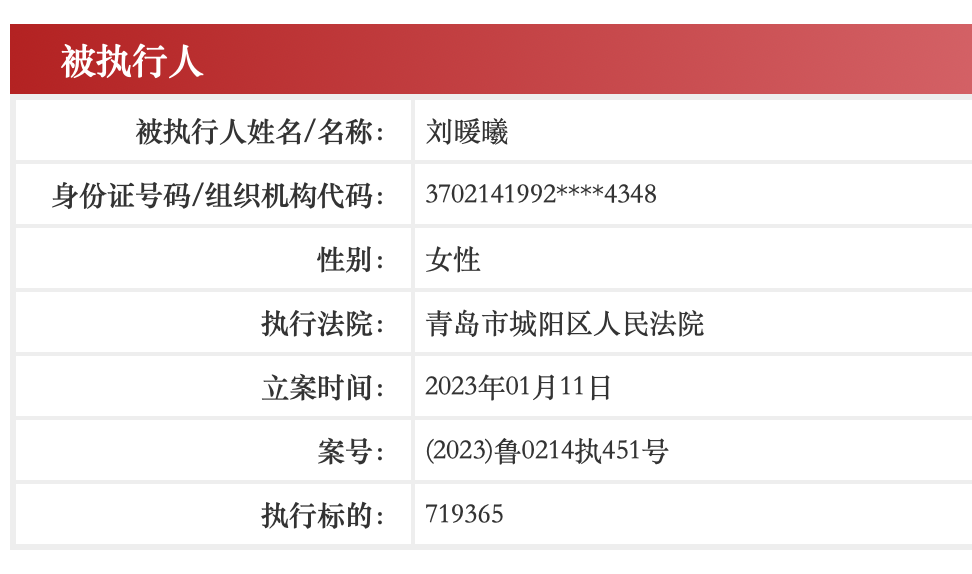 被执行人
被执行人姓名/名称： 刘暖曦
身份证号码/组织机构代码： 3702141992****4348
性别： 女性
执行法院： 青岛市城阳区人民法院
立案时间： 2023年01月11日
案号： (2023)鲁0214执451号
执行标的： 719365